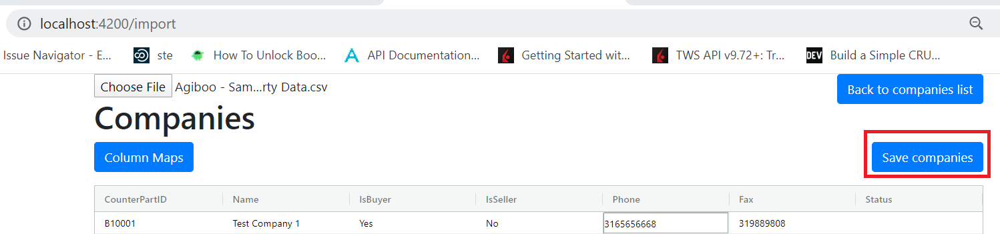 localhost:4200/import
Issue Navigator - E... ste How To Unlock Boo... API Documentation... Getting Started wit... TWS API v9.72+: Tr... DEV Build a Simple CRU...
Choose File Agiboo - Sam...rty Data.csv Back to companies list
Companies
Column Maps Save companies
CounterPartID Name IsBuyer IsSeller Phone Fax Status
B10001 Test Company 1 Yes No 3165656668 319889808